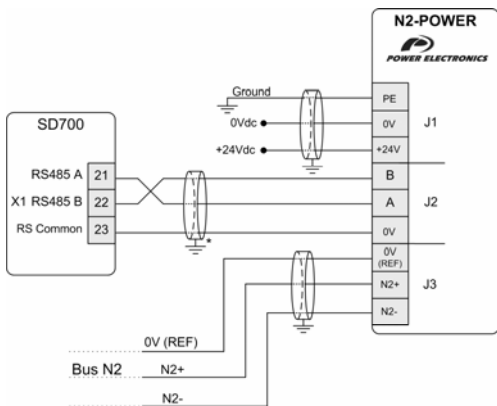 N2-POWER
POWER ELECTRONICS
Ground
PE
0Vdc
0V
J1
+24Vdc
+24V
SD700
RS485 A
21
B
X1 RS485 B
22
A
J2
RS Common
23
0V
*
0V
(REF)
N2+
J3
N2-
0V (REF)
Bus N2
N2+
N2-